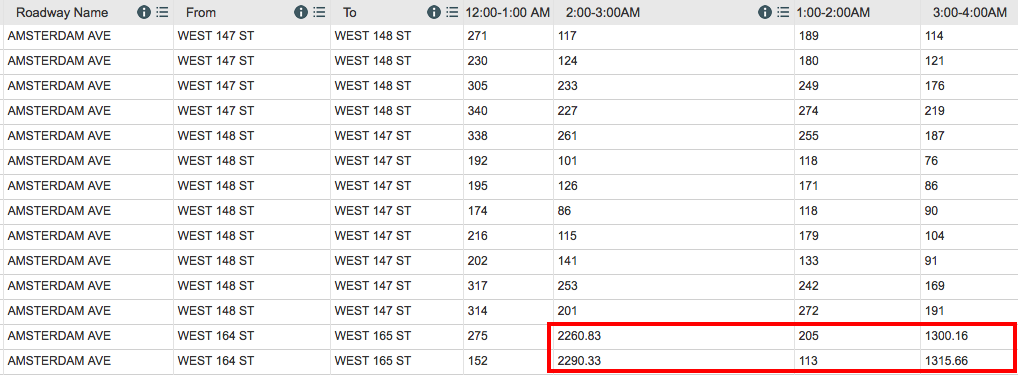 Roadway Name From To 12:00-1:00 AM 2:00-3:00AM 1:00-2:00AM 3:00-4:00AM
AMSTERDAM AVE WEST 147 ST WEST 148 ST 271 117 189 114
AMSTERDAM AVE WEST 147 ST WEST 148 ST 230 124 180 121
AMSTERDAM AVE WEST 147 ST WEST 148 ST 305 233 249 176
AMSTERDAM AVE WEST 147 ST WEST 148 ST 340 227 274 219
AMSTERDAM AVE WEST 148 ST WEST 147 ST 338 261 255 187
AMSTERDAM AVE WEST 148 ST WEST 147 ST 192 101 118 76
AMSTERDAM AVE WEST 148 ST WEST 147 ST 195 126 171 86
AMSTERDAM AVE WEST 148 ST WEST 147 ST 174 86 118 90
AMSTERDAM AVE WEST 148 ST WEST 147 ST 216 115 179 104
AMSTERDAM AVE WEST 148 ST WEST 147 ST 202 141 133 91
AMSTERDAM AVE WEST 148 ST WEST 147 ST 317 253 242 169
AMSTERDAM AVE WEST 148 ST WEST 147 ST 314 201 272 191
AMSTERDAM AVE WEST 164 ST WEST 165 ST 275 2260.83 205 1300.16
AMSTERDAM AVE WEST 164 ST WEST 165 ST 152 2290.33 113 1315.66